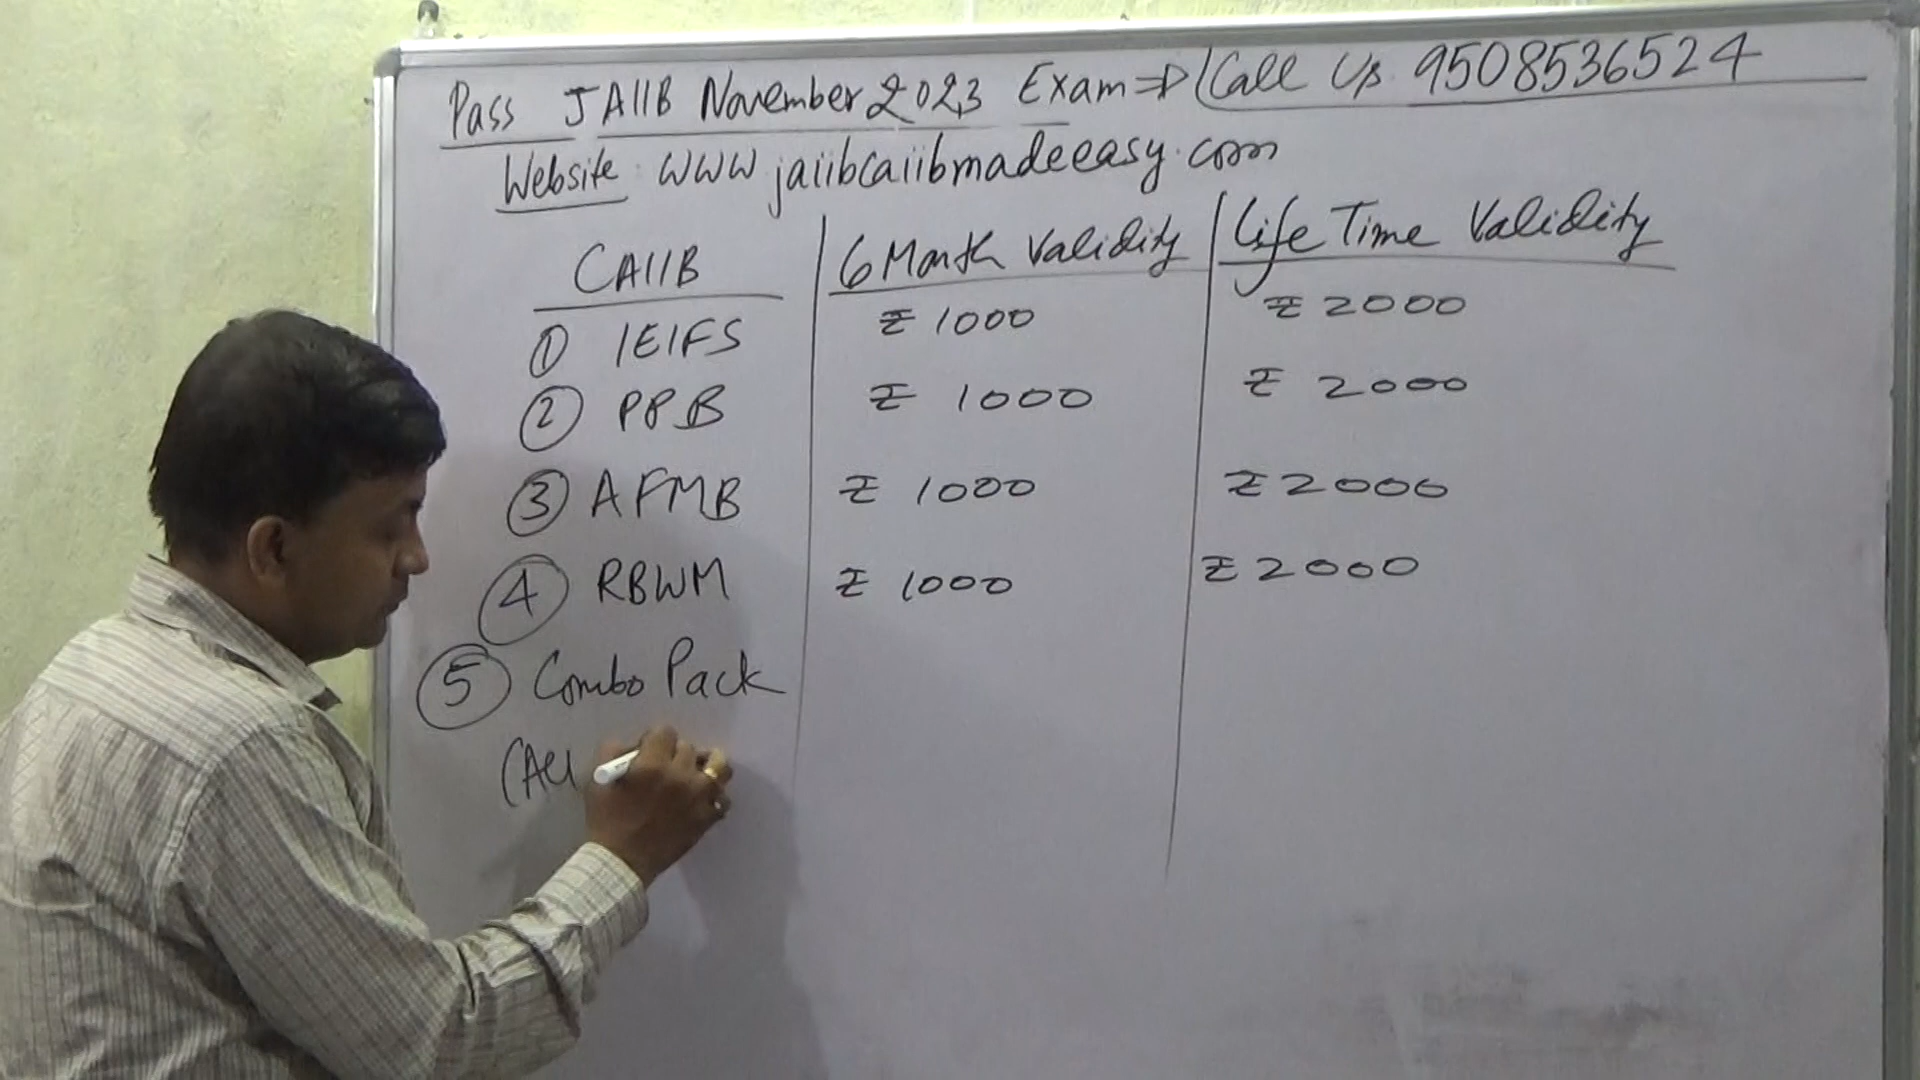 Pass JAIIB November 2023 Exam ⇒ Call Us 9508536524
Website: www.jaiibcaiibmadeeasy.com
CAIIB 6 Month Validity Life Time Validity
① IEIFS ₹ 1000 ₹ 2000
② PPB ₹ 1000 ₹ 2000
③ AFMB ₹ 1000 ₹ 2000
④ RBWM ₹ 1000 ₹ 2000
⑤ Combo Pack
(All